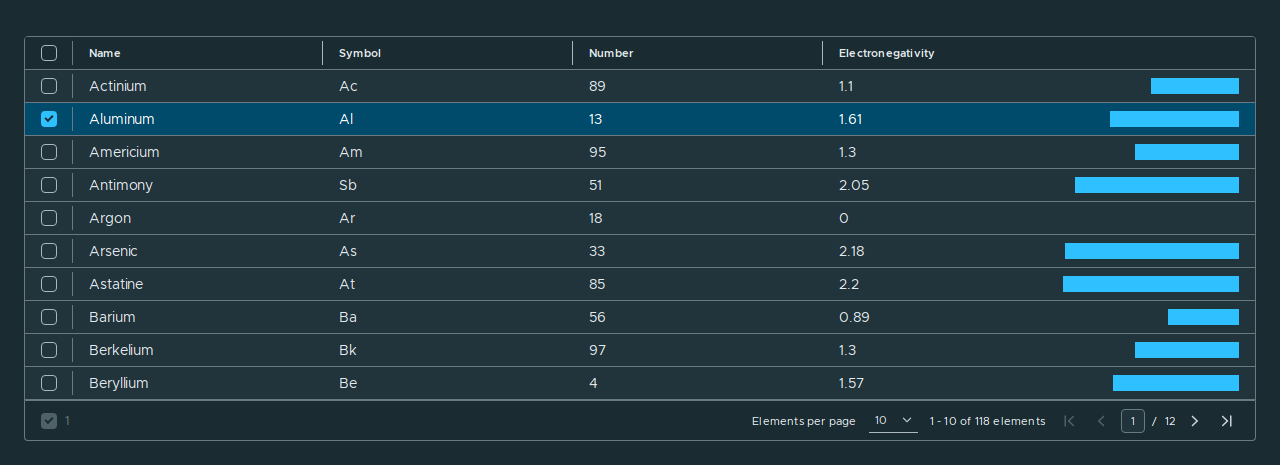 Name Symbol Number Electronegativity
Actinium Ac 89 1.1
Aluminum Al 13 1.61
Americium Am 95 1.3
Antimony Sb 51 2.05
Argon Ar 18 0
Arsenic As 33 2.18
Astatine At 85 2.2
Barium Ba 56 0.89
Berkelium Bk 97 1.3
Beryllium Be 4 1.57
1 Elements per page 10 1 - 10 of 118 elements 1 / 12